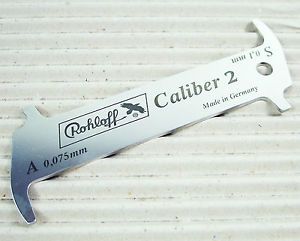 Rohloff ®
Caliber 2
Made in Germany
A 0,075mm
S 0,1 mm